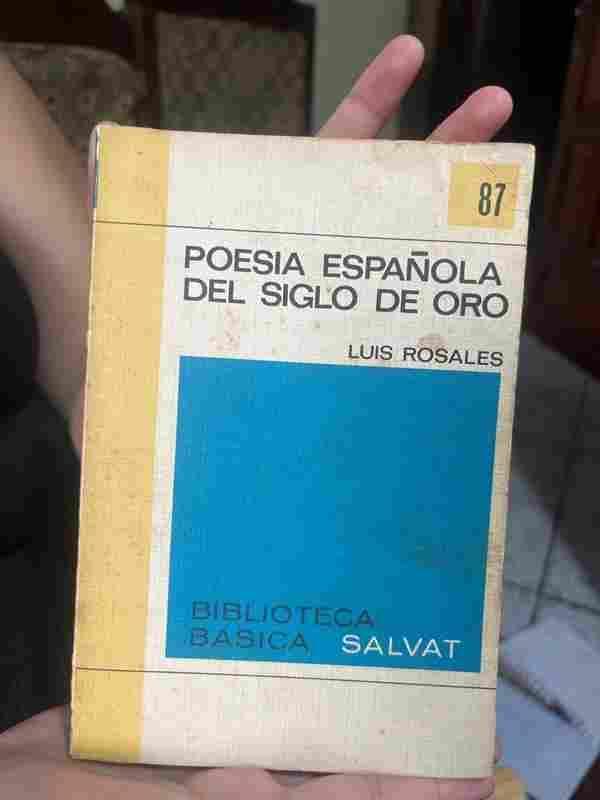 87
POESIA ESPAÑOLA
DEL SIGLO DE ORO
LUIS ROSALES
BIBLIOTECA
BASICA SALVAT